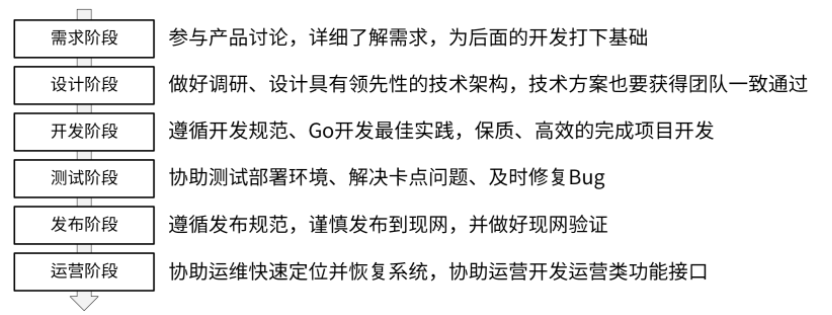 需求阶段 参与产品讨论，详细了解需求，为后面的开发打下基础
设计阶段 做好调研、设计具有领先性的技术架构，技术方案也要获得团队一致通过
开发阶段 遵循开发规范、Go开发最佳实践，保质、高效的完成项目开发
测试阶段 协助测试部署环境、解决卡点问题、及时修复Bug
发布阶段 遵循发布规范，谨慎发布到现网，并做好现网验证
运营阶段 协助运维快速定位并恢复系统，协助运营开发运营类功能接口